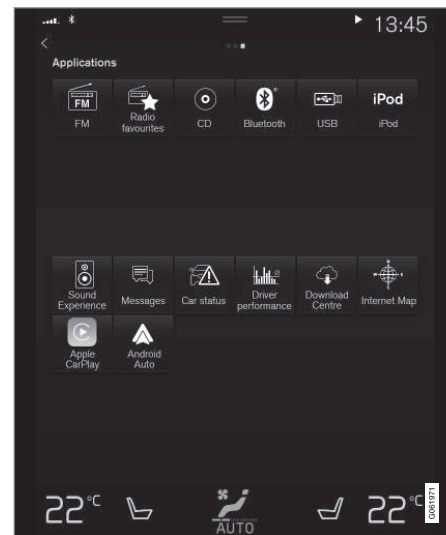 13:45
Applications
FM
FM
Radio
favourites
CD
Bluetooth
USB
iPod
iPod
Sound
Experience
Messages
Car status
Driver
performance
Download
Centre
Internet Map
Apple
CarPlay
Android
Auto
22°C
AUTO
22°C
G061971